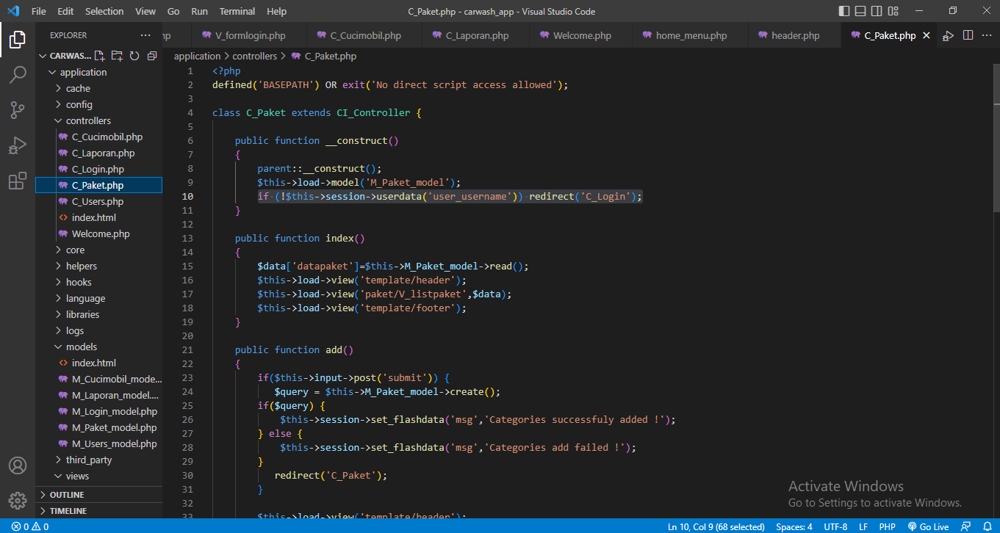 File Edit Selection View Go Run Terminal Help C_Paket.php - carwash_app - Visual Studio Code
EXPLORER
CARWAS...
application
cache
config
controllers
C_Cucimobil.php
C_Laporan.php
C_Login.php
C_Paket.php
C_Users.php
index.html
Welcome.php
core
helpers
hooks
language
libraries
logs
models
index.html
M_Cucimobil_mode...
M_Laporan_model....
M_Login_model.php
M_Paket_model.php
M_Users_model.php
third_party
views
OUTLINE
TIMELINE
hp V_formlogin.php C_Cucimobil.php C_Laporan.php Welcome.php home_menu.php header.php C_Paket.php
application > controllers > C_Paket.php
1 <?php
2 defined('BASEPATH') OR exit('No direct script access allowed');
3
4 class C_Paket extends CI_Controller {
5
6 public function __construct()
7 {
8 parent::__construct();
9 $this->load->model('M_Paket_model');
10 if (!$this->session->userdata('user_username')) redirect('C_Login');
11 }
12
13 public function index()
14 {
15 $data['datapaket']=$this->M_Paket_model->read();
16 $this->load->view('template/header');
17 $this->load->view('paket/V_listpaket',$data);
18 $this->load->view('template/footer');
19 }
20
21 public function add()
22 {
23 if($this->input->post('submit')) {
24 $query = $this->M_Paket_model->create();
25 if($query) {
26 $this->session->set_flashdata('msg','Categories successfuly added !');
27 } else {
28 $this->session->set_flashdata('msg','Categories add failed !');
29 }
30 redirect('C_Paket');
31 }
32
33 $this->load->view('template/header');
Activate Windows
Go to Settings to activate Windows.
0 0 Ln 10, Col 9 (68 selected) Spaces: 4 UTF-8 LF PHP Go Live